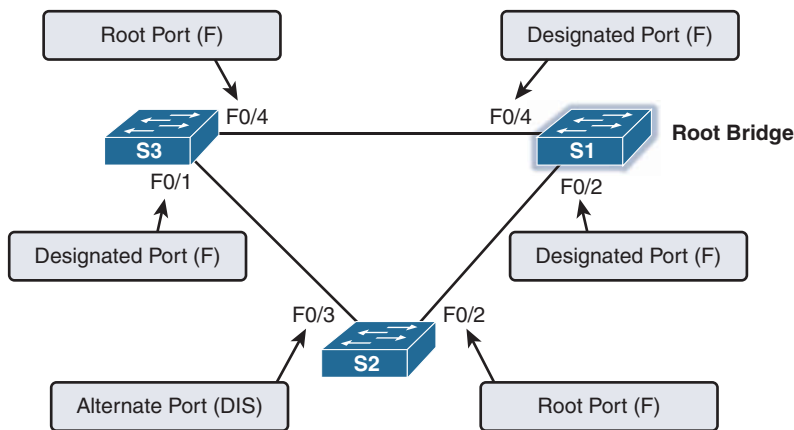 Root Port (F)
Designated Port (F)
F0/4
F0/4
S3
S1
Root Bridge
F0/1
F0/2
Designated Port (F)
Designated Port (F)
F0/3
F0/2
S2
Alternate Port (DIS)
Root Port (F)